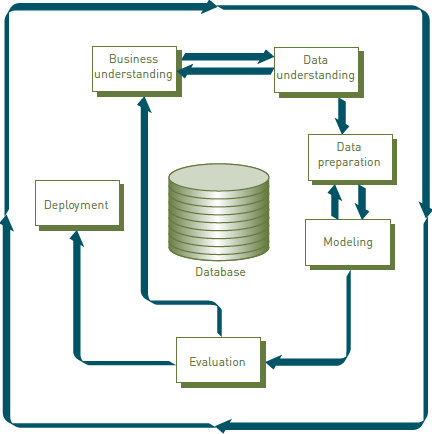 Business
understanding
Data
understanding
Data
preparation
Deployment
Modeling
Database
Evaluation